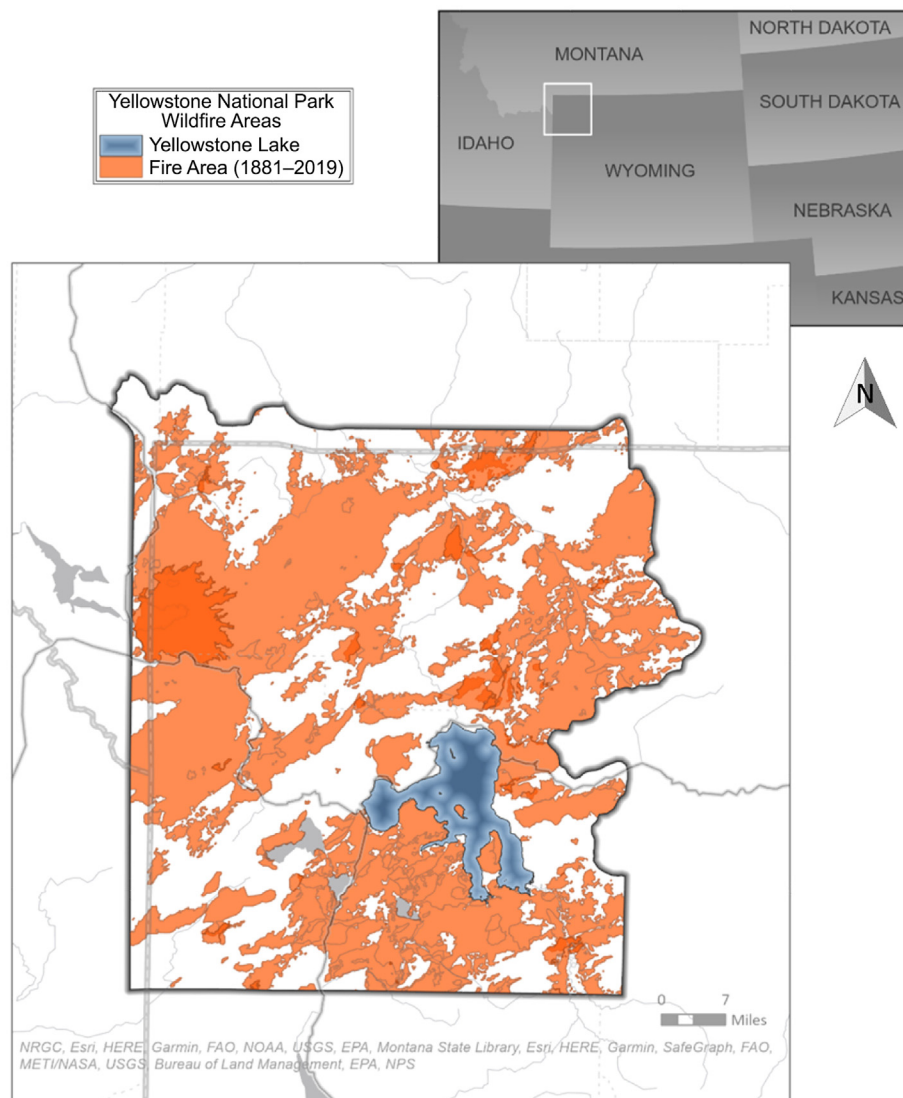 Yellowstone National Park
Wildfire Areas
Yellowstone Lake
Fire Area (1881–2019)
MONTANA
NORTH DAKOTA
SOUTH DAKOTA
IDAHO
WYOMING
NEBRASKA
KANSAS
N
0 7
Miles
NRGC, Esri, HERE, Garmin, FAO, NOAA, USGS, EPA, Montana State Library, Esri, HERE, Garmin, SafeGraph, FAO,
METI/NASA, USGS, Bureau of Land Management, EPA, NPS